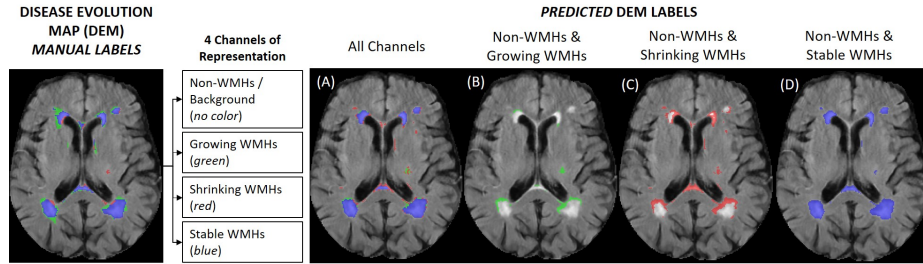 DISEASE EVOLUTION
MAP (DEM)
MANUAL LABELS
4 Channels of
Representation
Non-WMHs /
Background
(no color)
Growing WMHs
(green)
Shrinking WMHs
(red)
Stable WMHs
(blue)
PREDICTED DEM LABELS
All Channels
Non-WMHs &
Growing WMHs
Non-WMHs &
Shrinking WMHs
Non-WMHs &
Stable WMHs
(A)
(B)
(C)
(D)